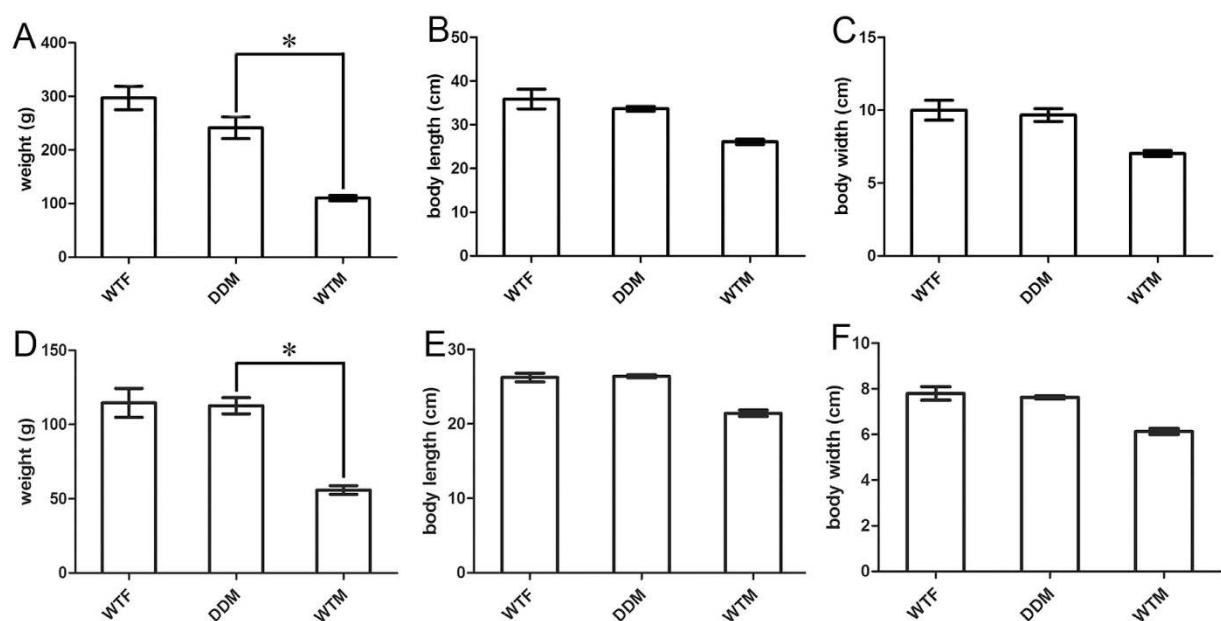 A
weight (g)
400
300
200
100
0
*
WTF
DDM
WTM
B
body length (cm)
50
40
30
20
10
0
WTF
DDM
WTM
C
body width (cm)
15
10
5
0
WTF
DDM
WTM
D
weight (g)
150
100
50
0
*
WTF
DDM
WTM
E
body length (cm)
30
20
10
0
WTF
DDM
WTM
F
body width (cm)
10
8
6
4
2
0
WTF
DDM
WTM